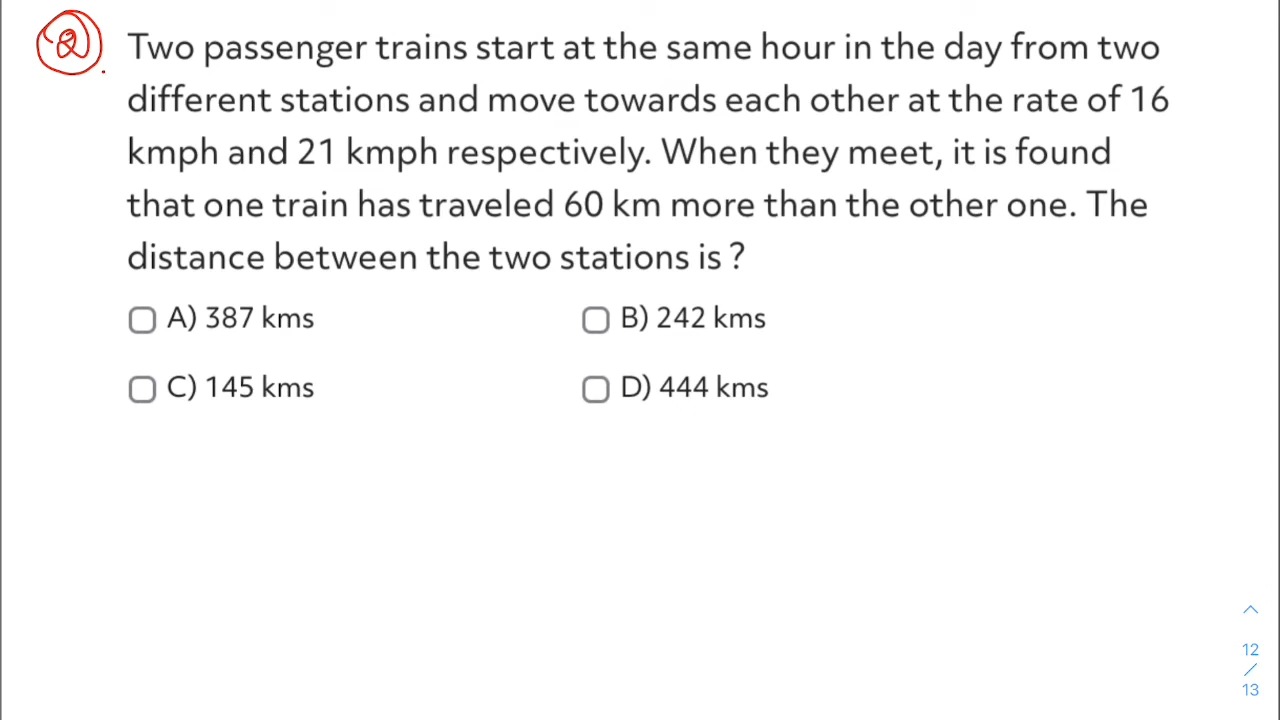 Q.
Two passenger trains start at the same hour in the day from two
different stations and move towards each other at the rate of 16
kmph and 21 kmph respectively. When they meet, it is found
that one train has traveled 60 km more than the other one. The
distance between the two stations is ?
A) 387 kms
B) 242 kms
C) 145 kms
D) 444 kms
12
/
13